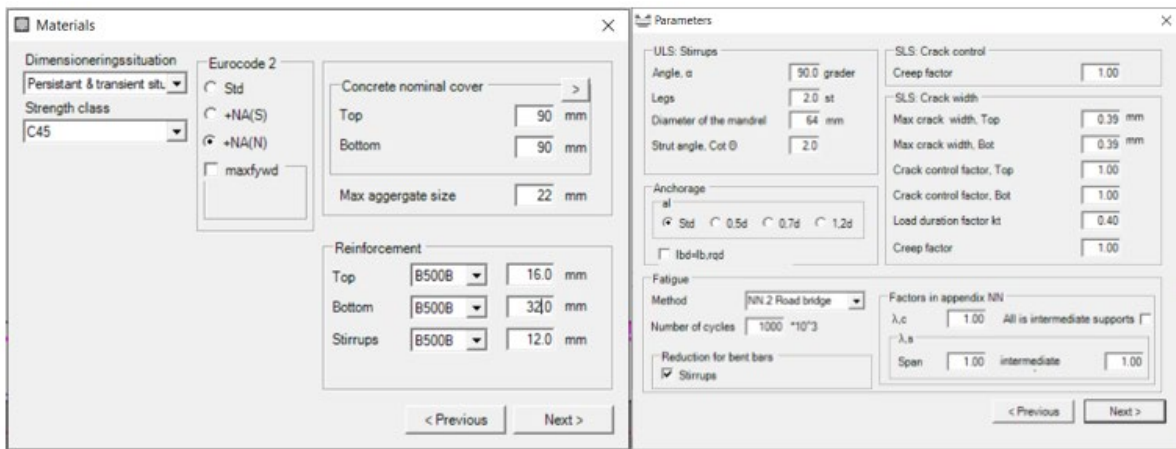 Materials
Dimensioneringssituation
Persistant & transient situ.
Strength class
C45
Eurocode 2
Std
+NA(S)
+NA(N)
maxfywd
Concrete nominal cover >
Top 90 mm
Bottom 90 mm
Max aggergate size 22 mm
Reinforcement
Top B500B 16.0 mm
Bottom B500B 32.0 mm
Stirrups B500B 12.0 mm
< Previous Next >
Parameters
ULS: Stirrups
Angle, α 90.0 grader
Legs 2.0 st
Diameter of the mandrel 64 mm
Strut angle, Cot Θ 2.0
Anchorage
al
Std 0,5d 0,7d 1,2d
lbd=lb,rqd
SLS: Crack control
Creep factor 1.00
SLS: Crack width
Max crack width, Top 0.39 mm
Max crack width, Bot 0.39 mm
Crack control factor, Top 1.00
Crack control factor, Bot 1.00
Load duration factor kt 0.40
Creep factor 1.00
Fatigue
Method NN.2 Road bridge
Number of cycles 1000 *10^3
Reduction for bent bars
Stirrups
Factors in appendix NN
λ,c 1.00 All is intermediate supports
λ,s
Span 1.00 intermediate 1.00
< Previous Next >